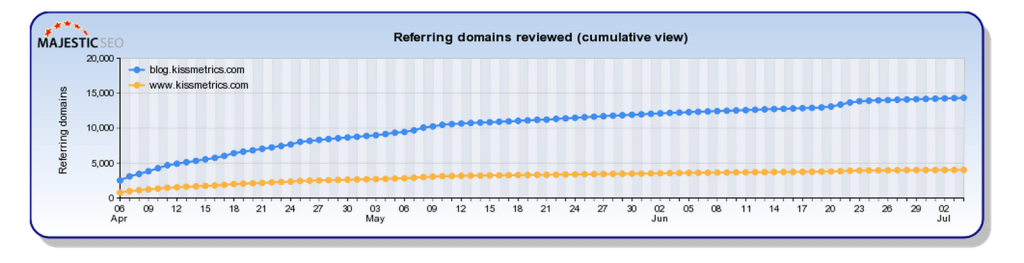 MAJESTICSEO
Referring domains reviewed (cumulative view)
20,000
15,000
10,000
5,000
0
Referring domains
blog.kissmetrics.com
www.kissmetrics.com
06 09 12 15 18 21 24 27 30 03 06 09 12 15 18 21 24 27 30 02 05 08 11 14 17 20 23 26 29 02
Apr May Jun Jul